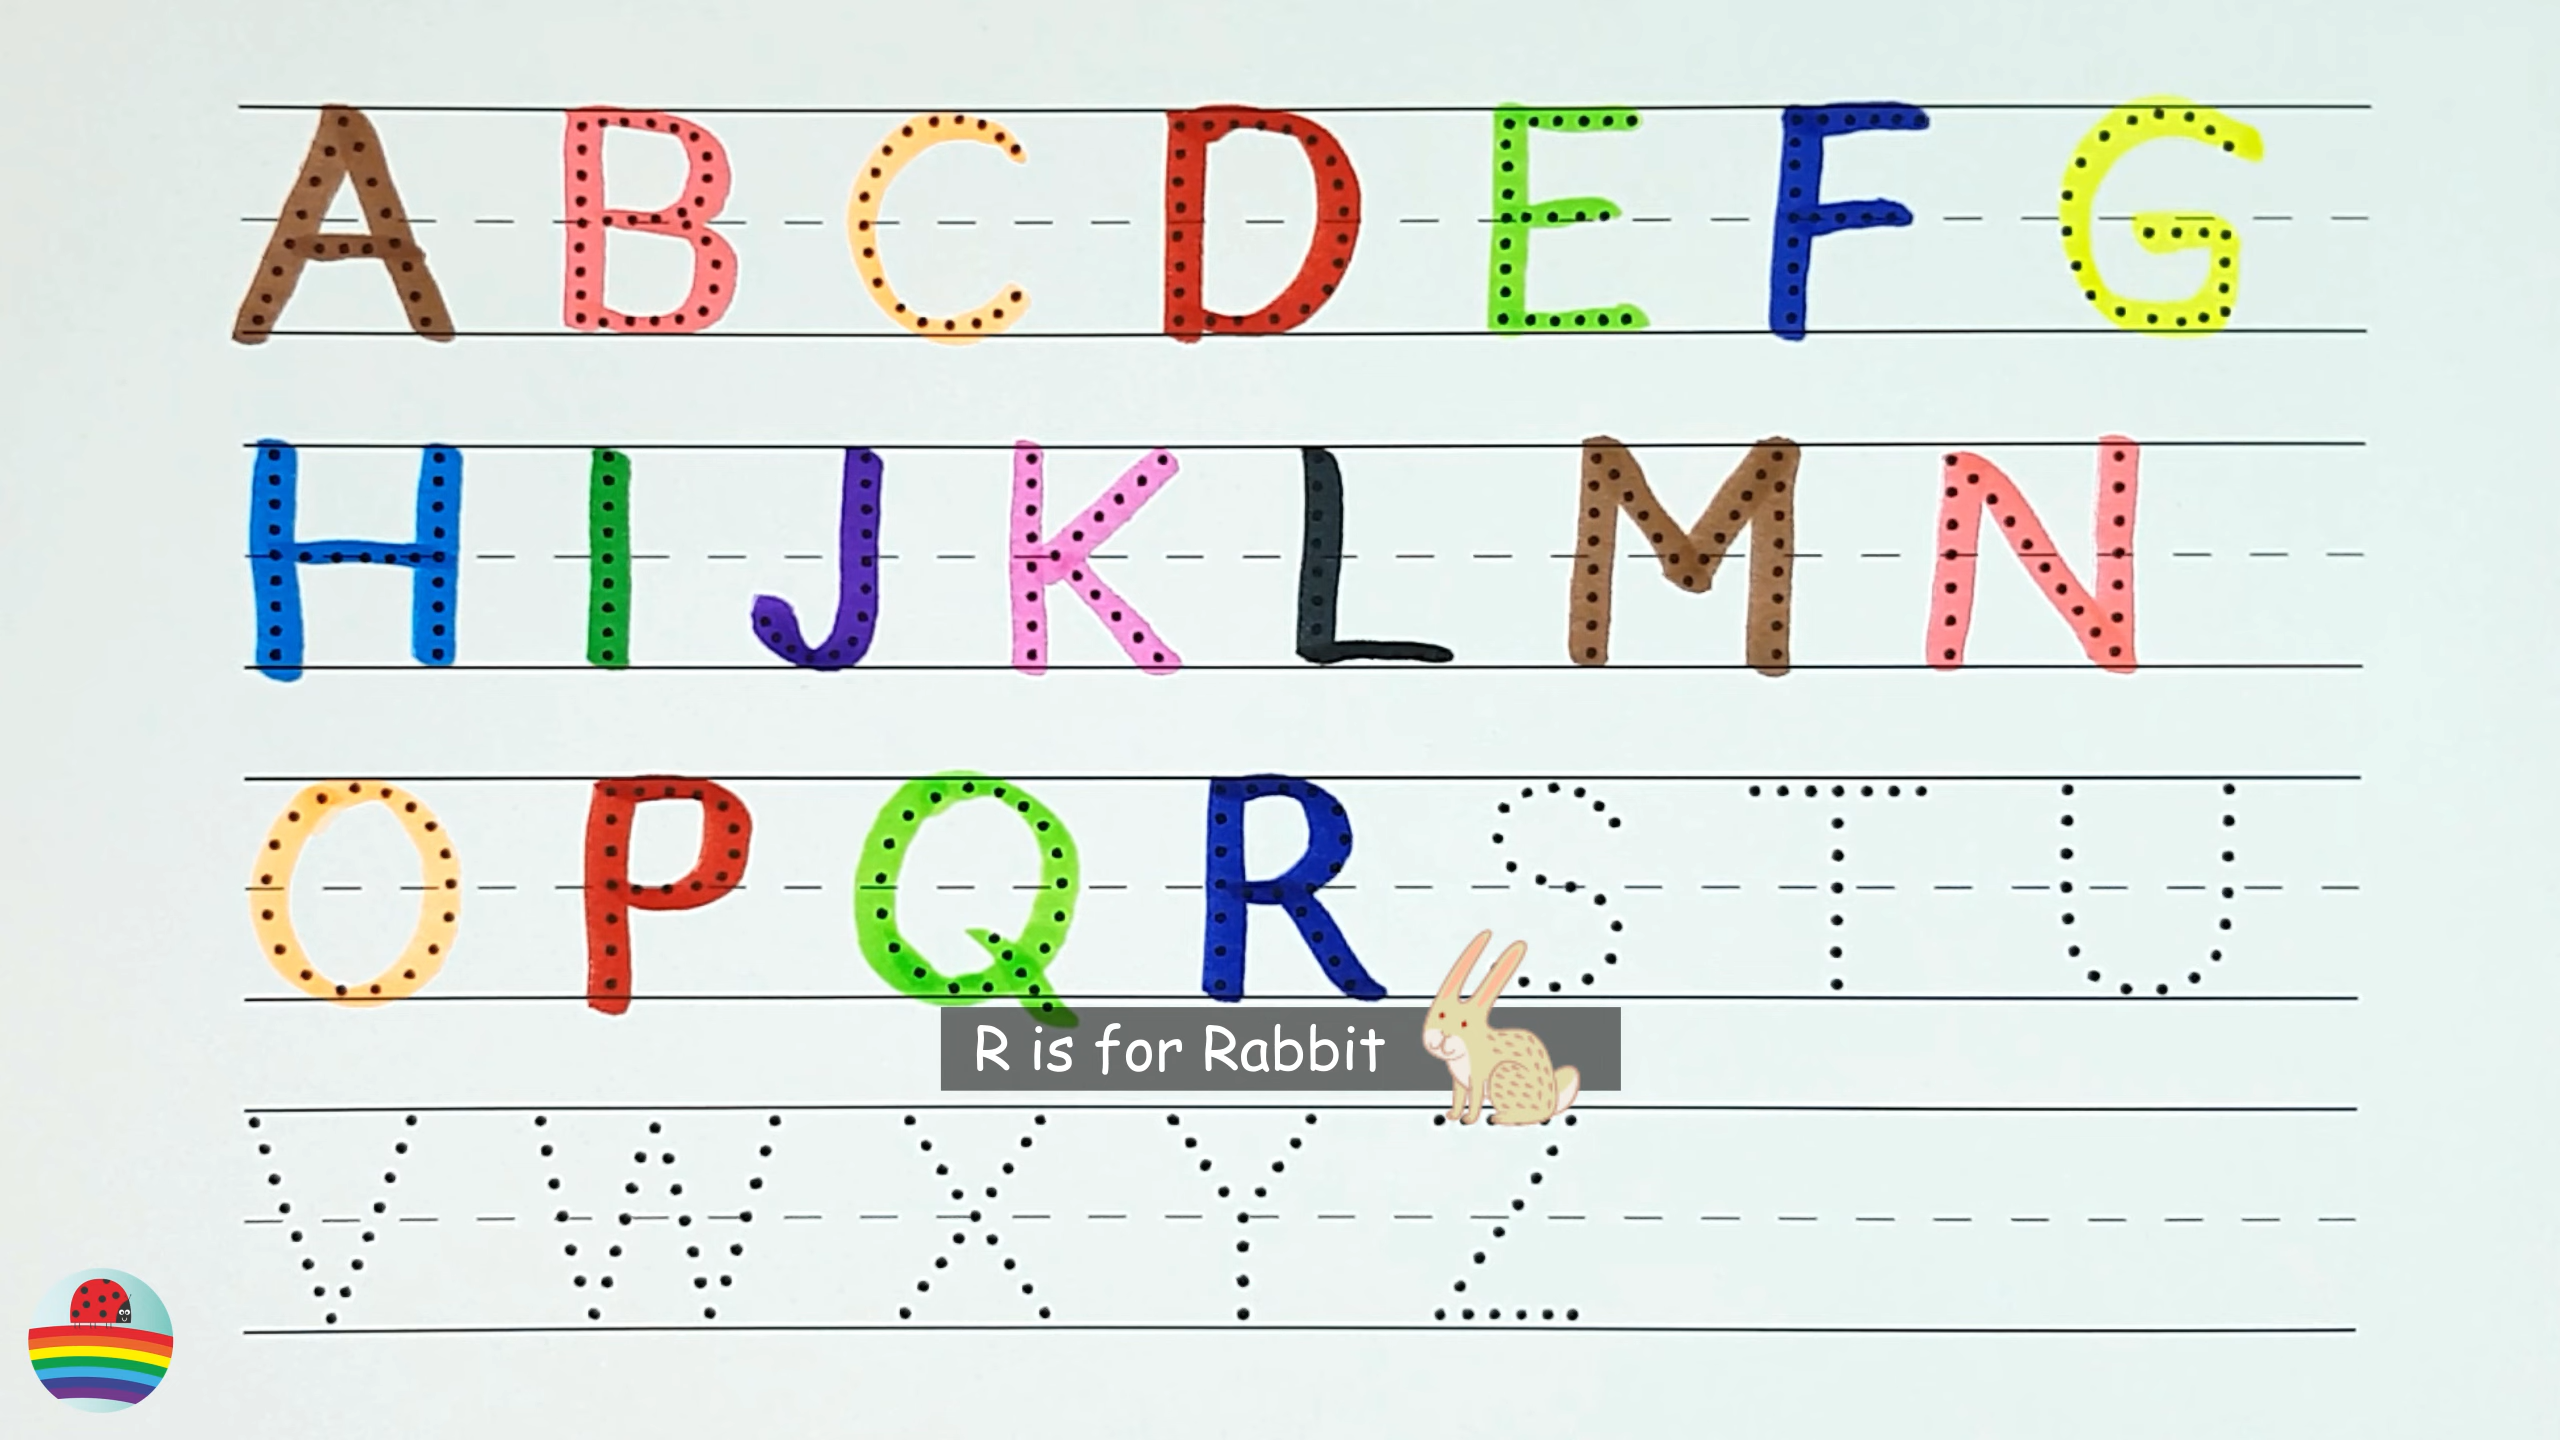 A B C D E F G
H I J K L M N
O P Q R S T U
R is for Rabbit
V W X Y Z